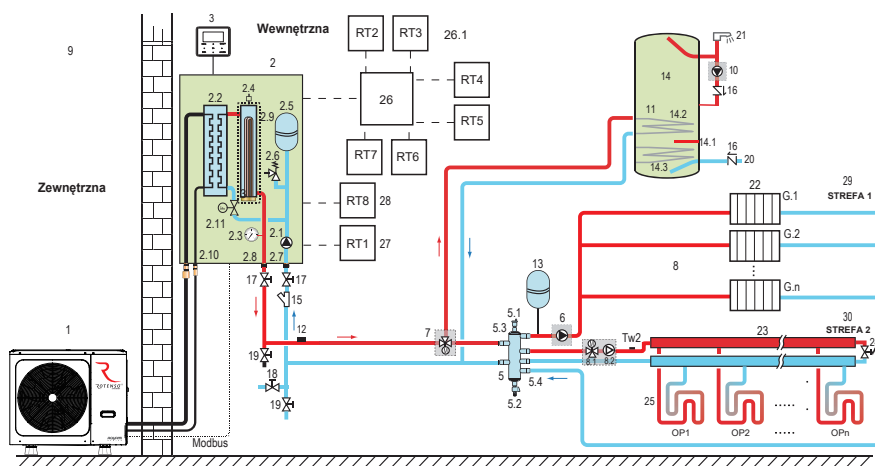 3
Wewnętrzna
9
2
RT2
RT3
26.1
21
14
10
16
2.4
2.2
2.5
2.9
26
RT4
RT5
11
14.2
14.1
16
20
14.3
2.6
RT7
RT6
Zewnętrzna
3
2.11
2.3
2.1
RT8
28
2.10
2.8
2.7
RT1
27
22
G.1
29
STREFA 1
G.2
8
G.n
17
17
15
13
12
7
5.1
5.3
6
30
STREFA 2
Tw2
23
1
ROTENSO
19
8.1
8.2
18
5
5.4
5.2
25
19
OP1
OP2
OPn
Modbus